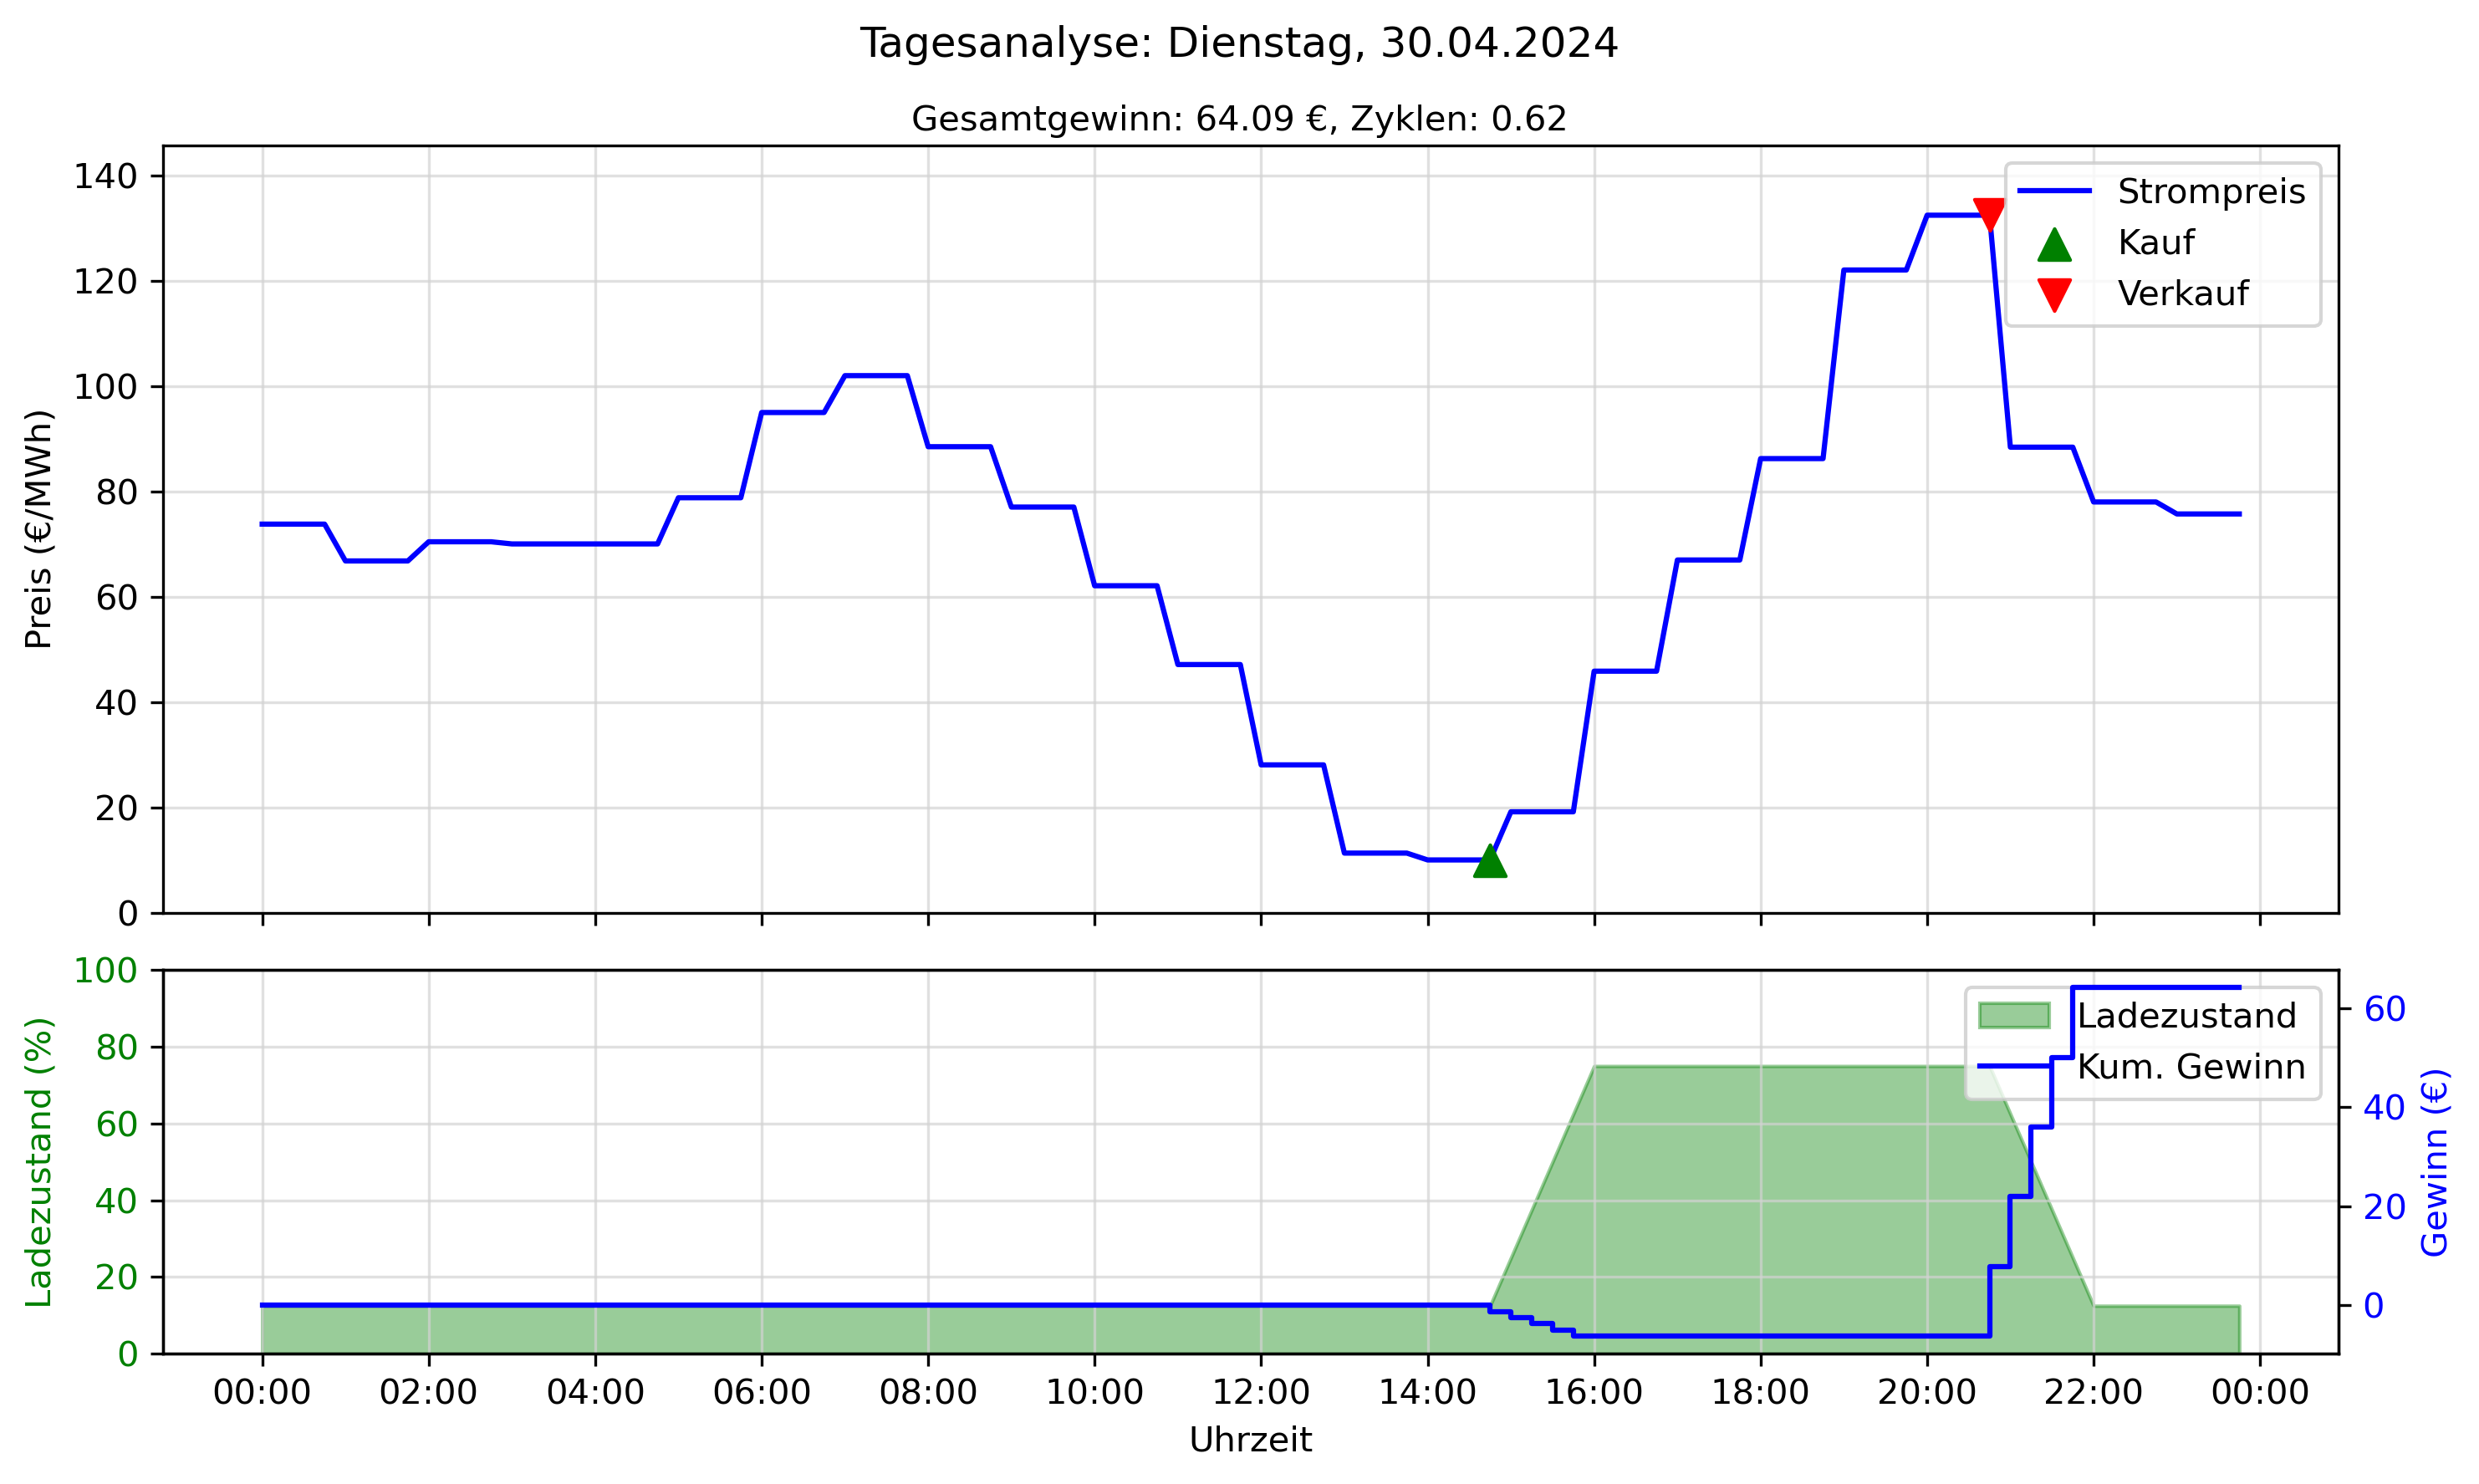 Tagesanalyse: Dienstag, 30.04.2024
Gesamtgewinn: 64.09 €, Zyklen: 0.62
Preis (€/MWh)
140
120
100
80
60
40
20
0
Strompreis
Kauf
Verkauf
Ladezustand (%)
100
80
60
40
20
0
Ladezustand
Kum. Gewinn
60
40
20
0
Gewinn (€)
00:00 02:00 04:00 06:00 08:00 10:00 12:00 14:00 16:00 18:00 20:00 22:00 00:00
Uhrzeit